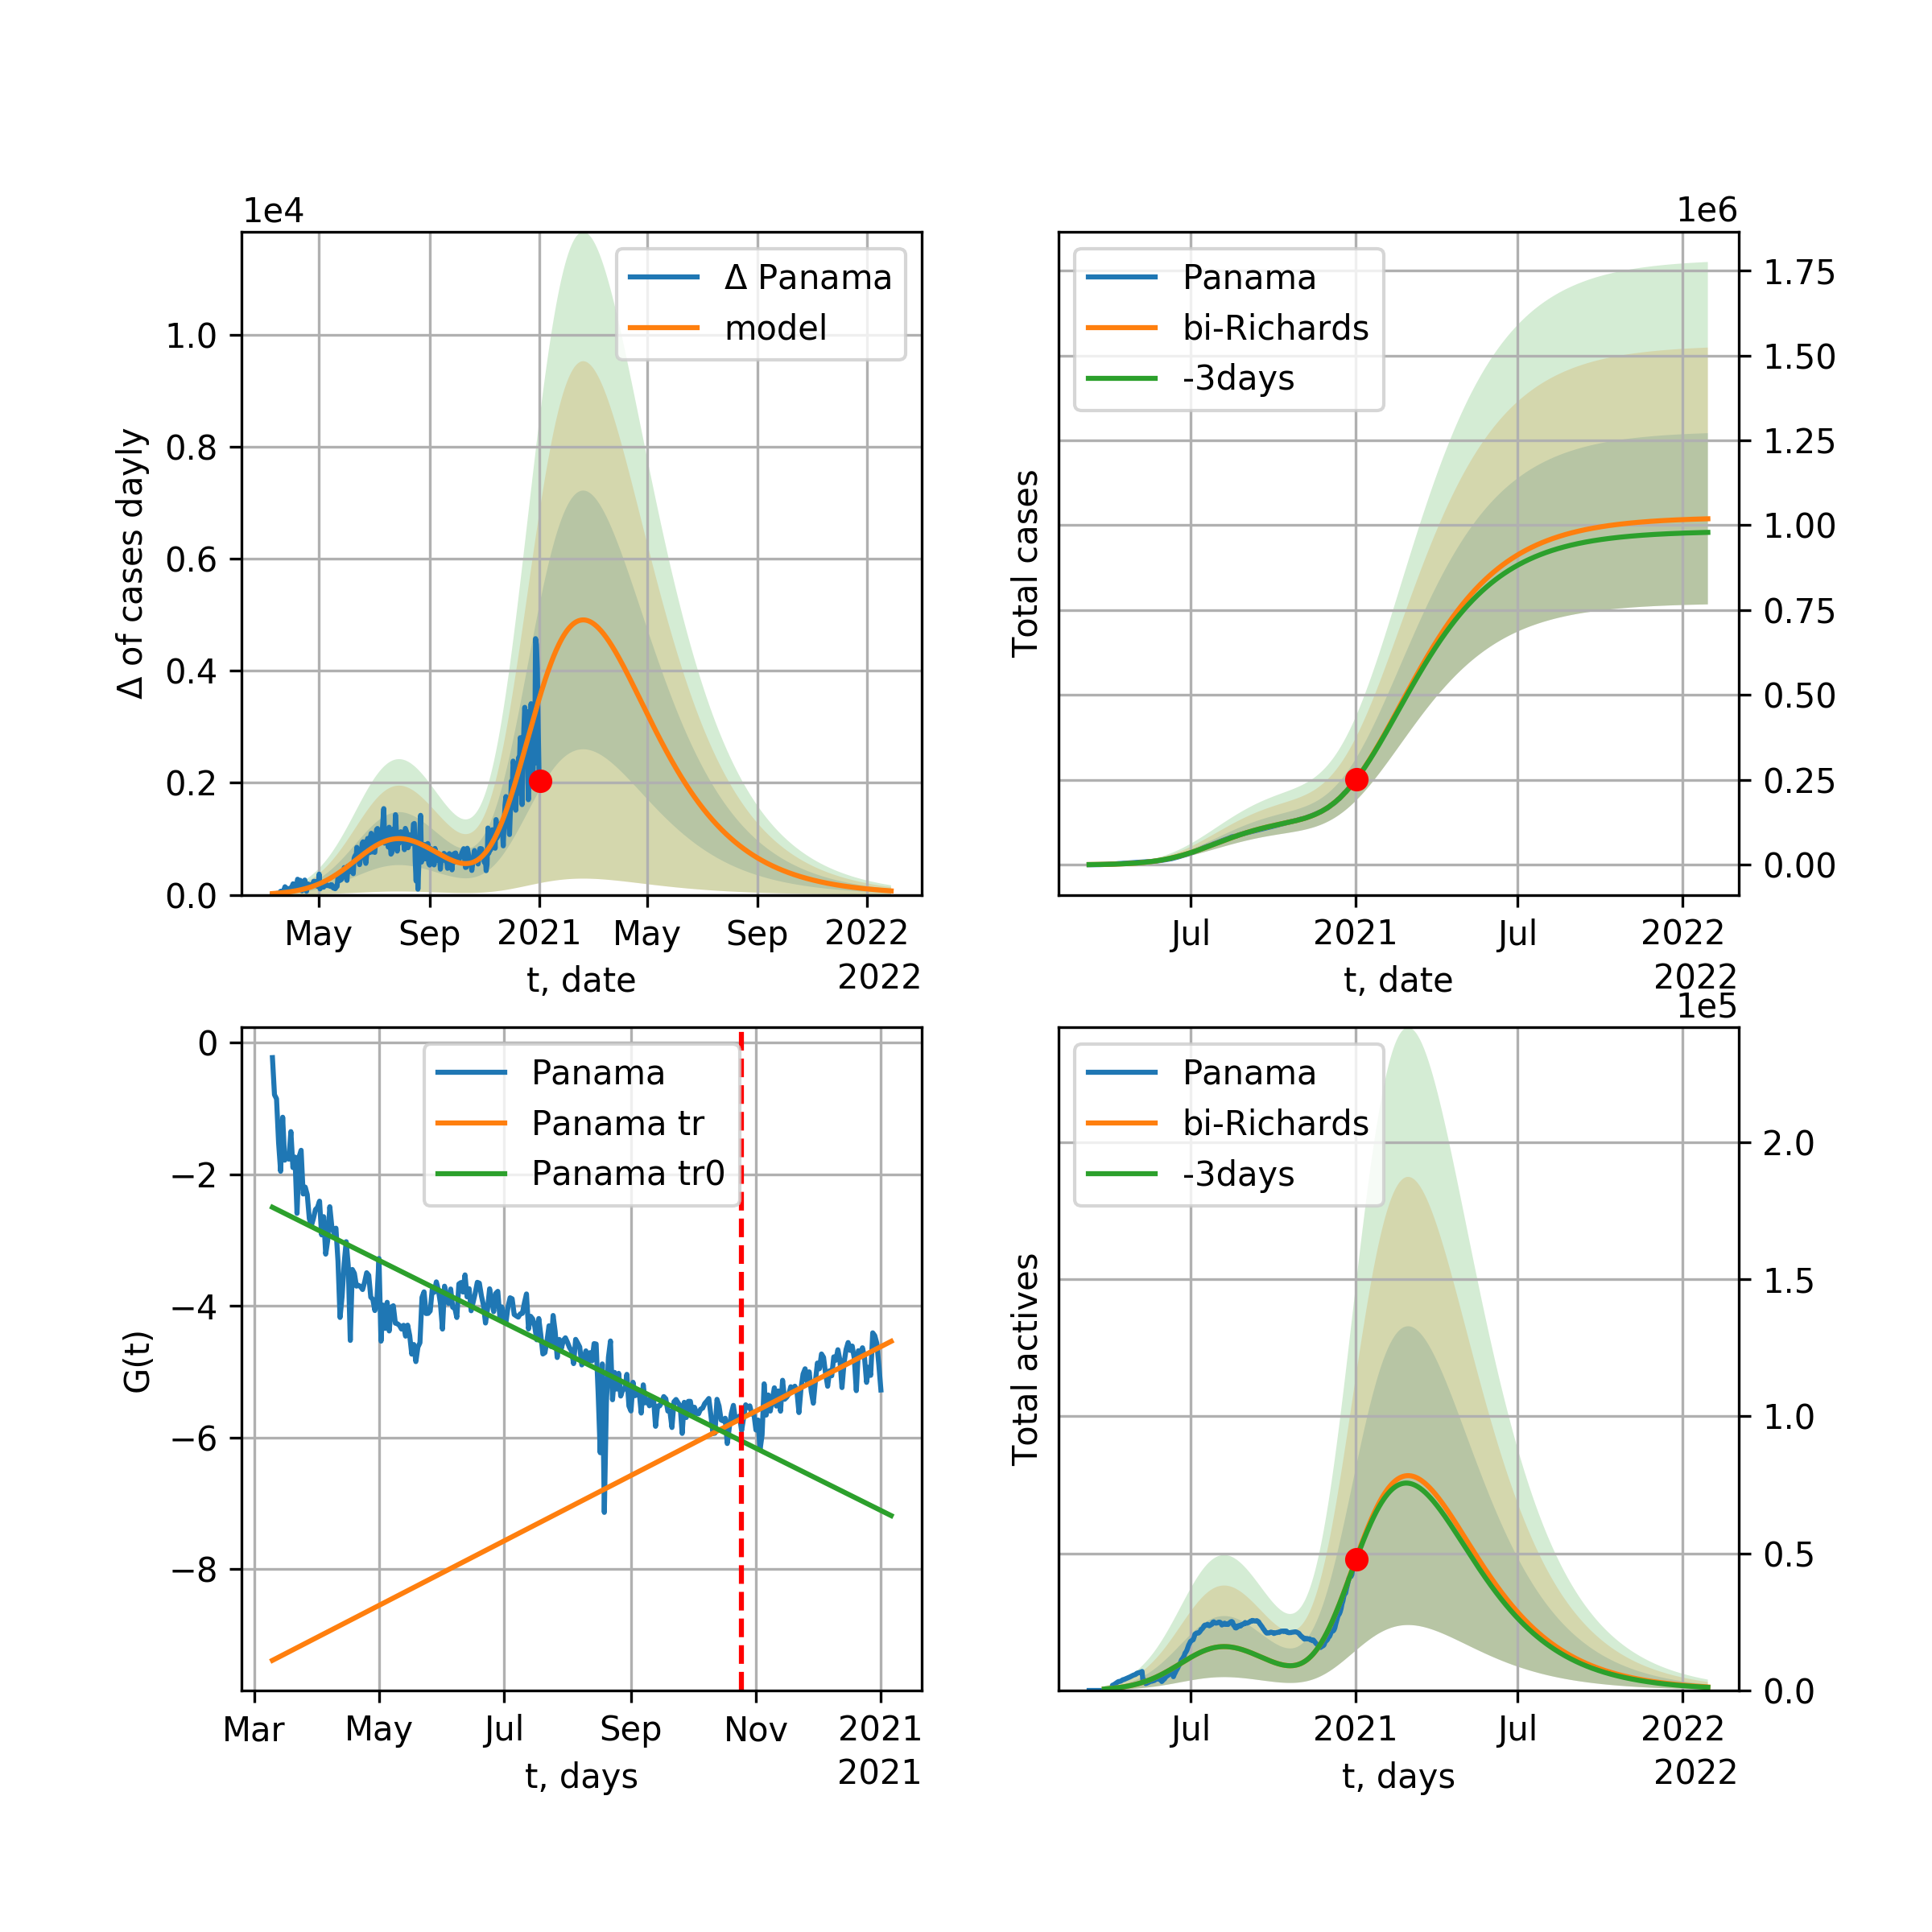 1e4
Δ Panama
model
1.0
0.8
0.6
0.4
0.2
0.0
Δ of cases dayly
May Sep 2021 May Sep 2022
t, date
2022
1e6
Panama
bi-Richards
-3days
1.75
1.50
1.25
1.00
0.75
0.50
0.25
0.00
Total cases
Jul 2021 Jul 2022
t, date
2022
Panama
Panama tr
Panama tr0
0
−2
−4
−6
−8
G(t)
Mar May Jul Sep Nov 2021
t, days
2021
1e5
Panama
bi-Richards
-3days
2.0
1.5
1.0
0.5
0.0
Total actives
Jul 2021 Jul 2022
t, days
2022